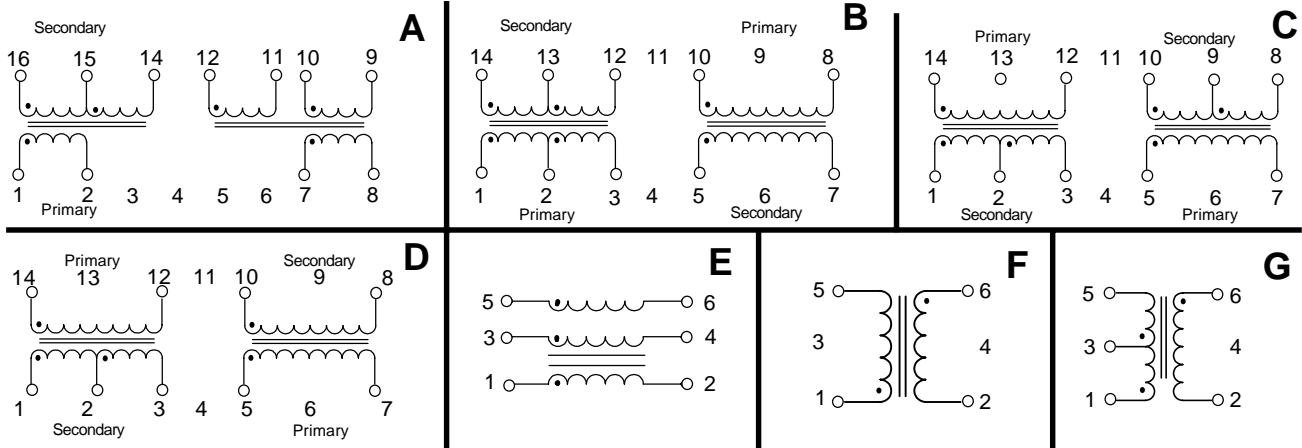 A
Secondary
16 15 14 12 11 10 9
1 2 3 4 5 6 7 8
Primary
B
Secondary Primary
14 13 12 11 10 9 8
1 2 3 4 5 6 7
Primary Secondary
C
Primary Secondary
14 13 12 11 10 9 8
1 2 3 4 5 6 7
Secondary Primary
D
Primary Secondary
14 13 12 11 10 9 8
1 2 3 4 5 6 7
Secondary Primary
E
5 6
3 4
1 2
F
5 6
3 4
1 2
G
5 6
3 4
1 2